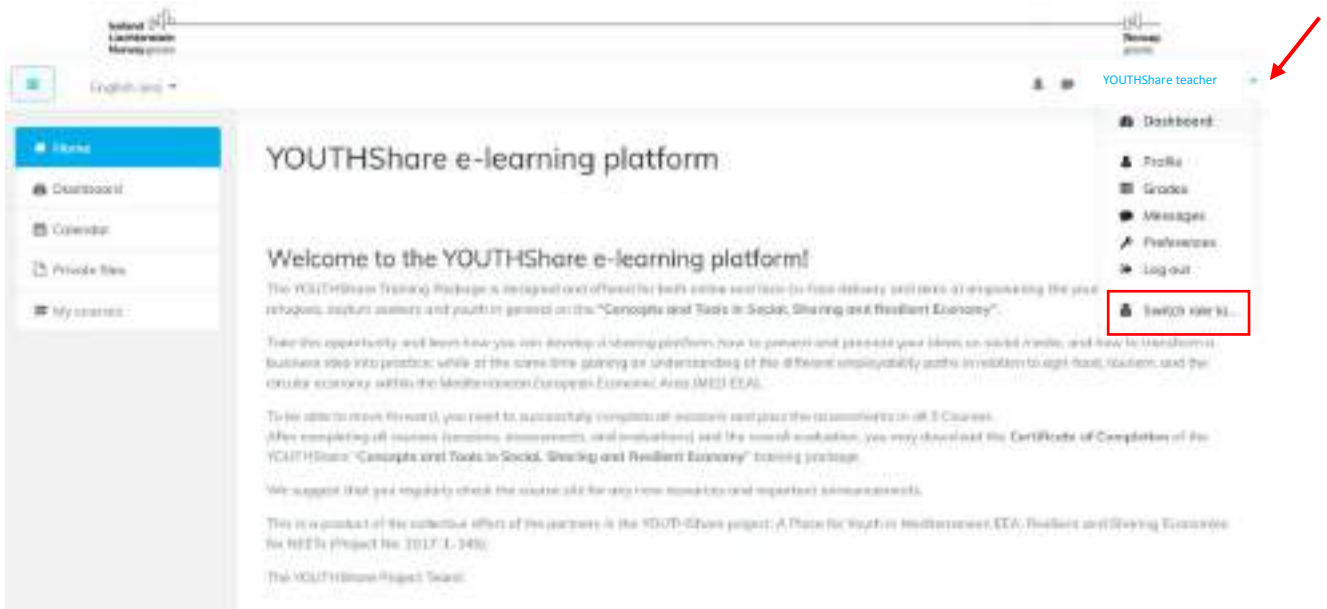 Iceland
Liechtenstein
Norway grants
Norway
grants
English (en)
YOUTHShare teacher
Dashboard
Home
Dashboard
Calendar
Private files
My courses
YOUTHShare e-learning platform
Profile
Grades
Messages
Preferences
Log out
Switch role to...
Welcome to the YOUTHShare e-learning platform!
The YOUTHShare Training Package is designed and offered for both online and face-to-face delivery and aims at empowering the your
refugees, asylum seekers and youth in general on the "Concepts and Tools in Social, Sharing and Resilient Economy".
Take this opportunity and learn how you can develop a sharing platform, how to present and promote your ideas on social media, and how to transform a
business idea into practice, while at the same time gaining an understanding of the different employability paths in relation to agri-food, tourism, and the
circular economy within the Mediterranean European Economic Area (MED EEA).
To be able to move forward, you need to successfully complete all sessions and pass the assessments in all 3 Courses.
After completing all courses (sessions, assessments, and evaluations) and the overall evaluation, you may download the Certificate of Completion of the
YOUTHShare "Concepts and Tools in Social, Sharing and Resilient Economy" training package.
We suggest that you regularly check the course site for any new resources and important announcements.
This is a product of the collective effort of the partners in the YOUTHShare project: A Place for Youth in Mediterranean EEA: Resilient and Sharing Economies
for NEETs (Project No. 2017-1-
The YOUTHShare Project Team!